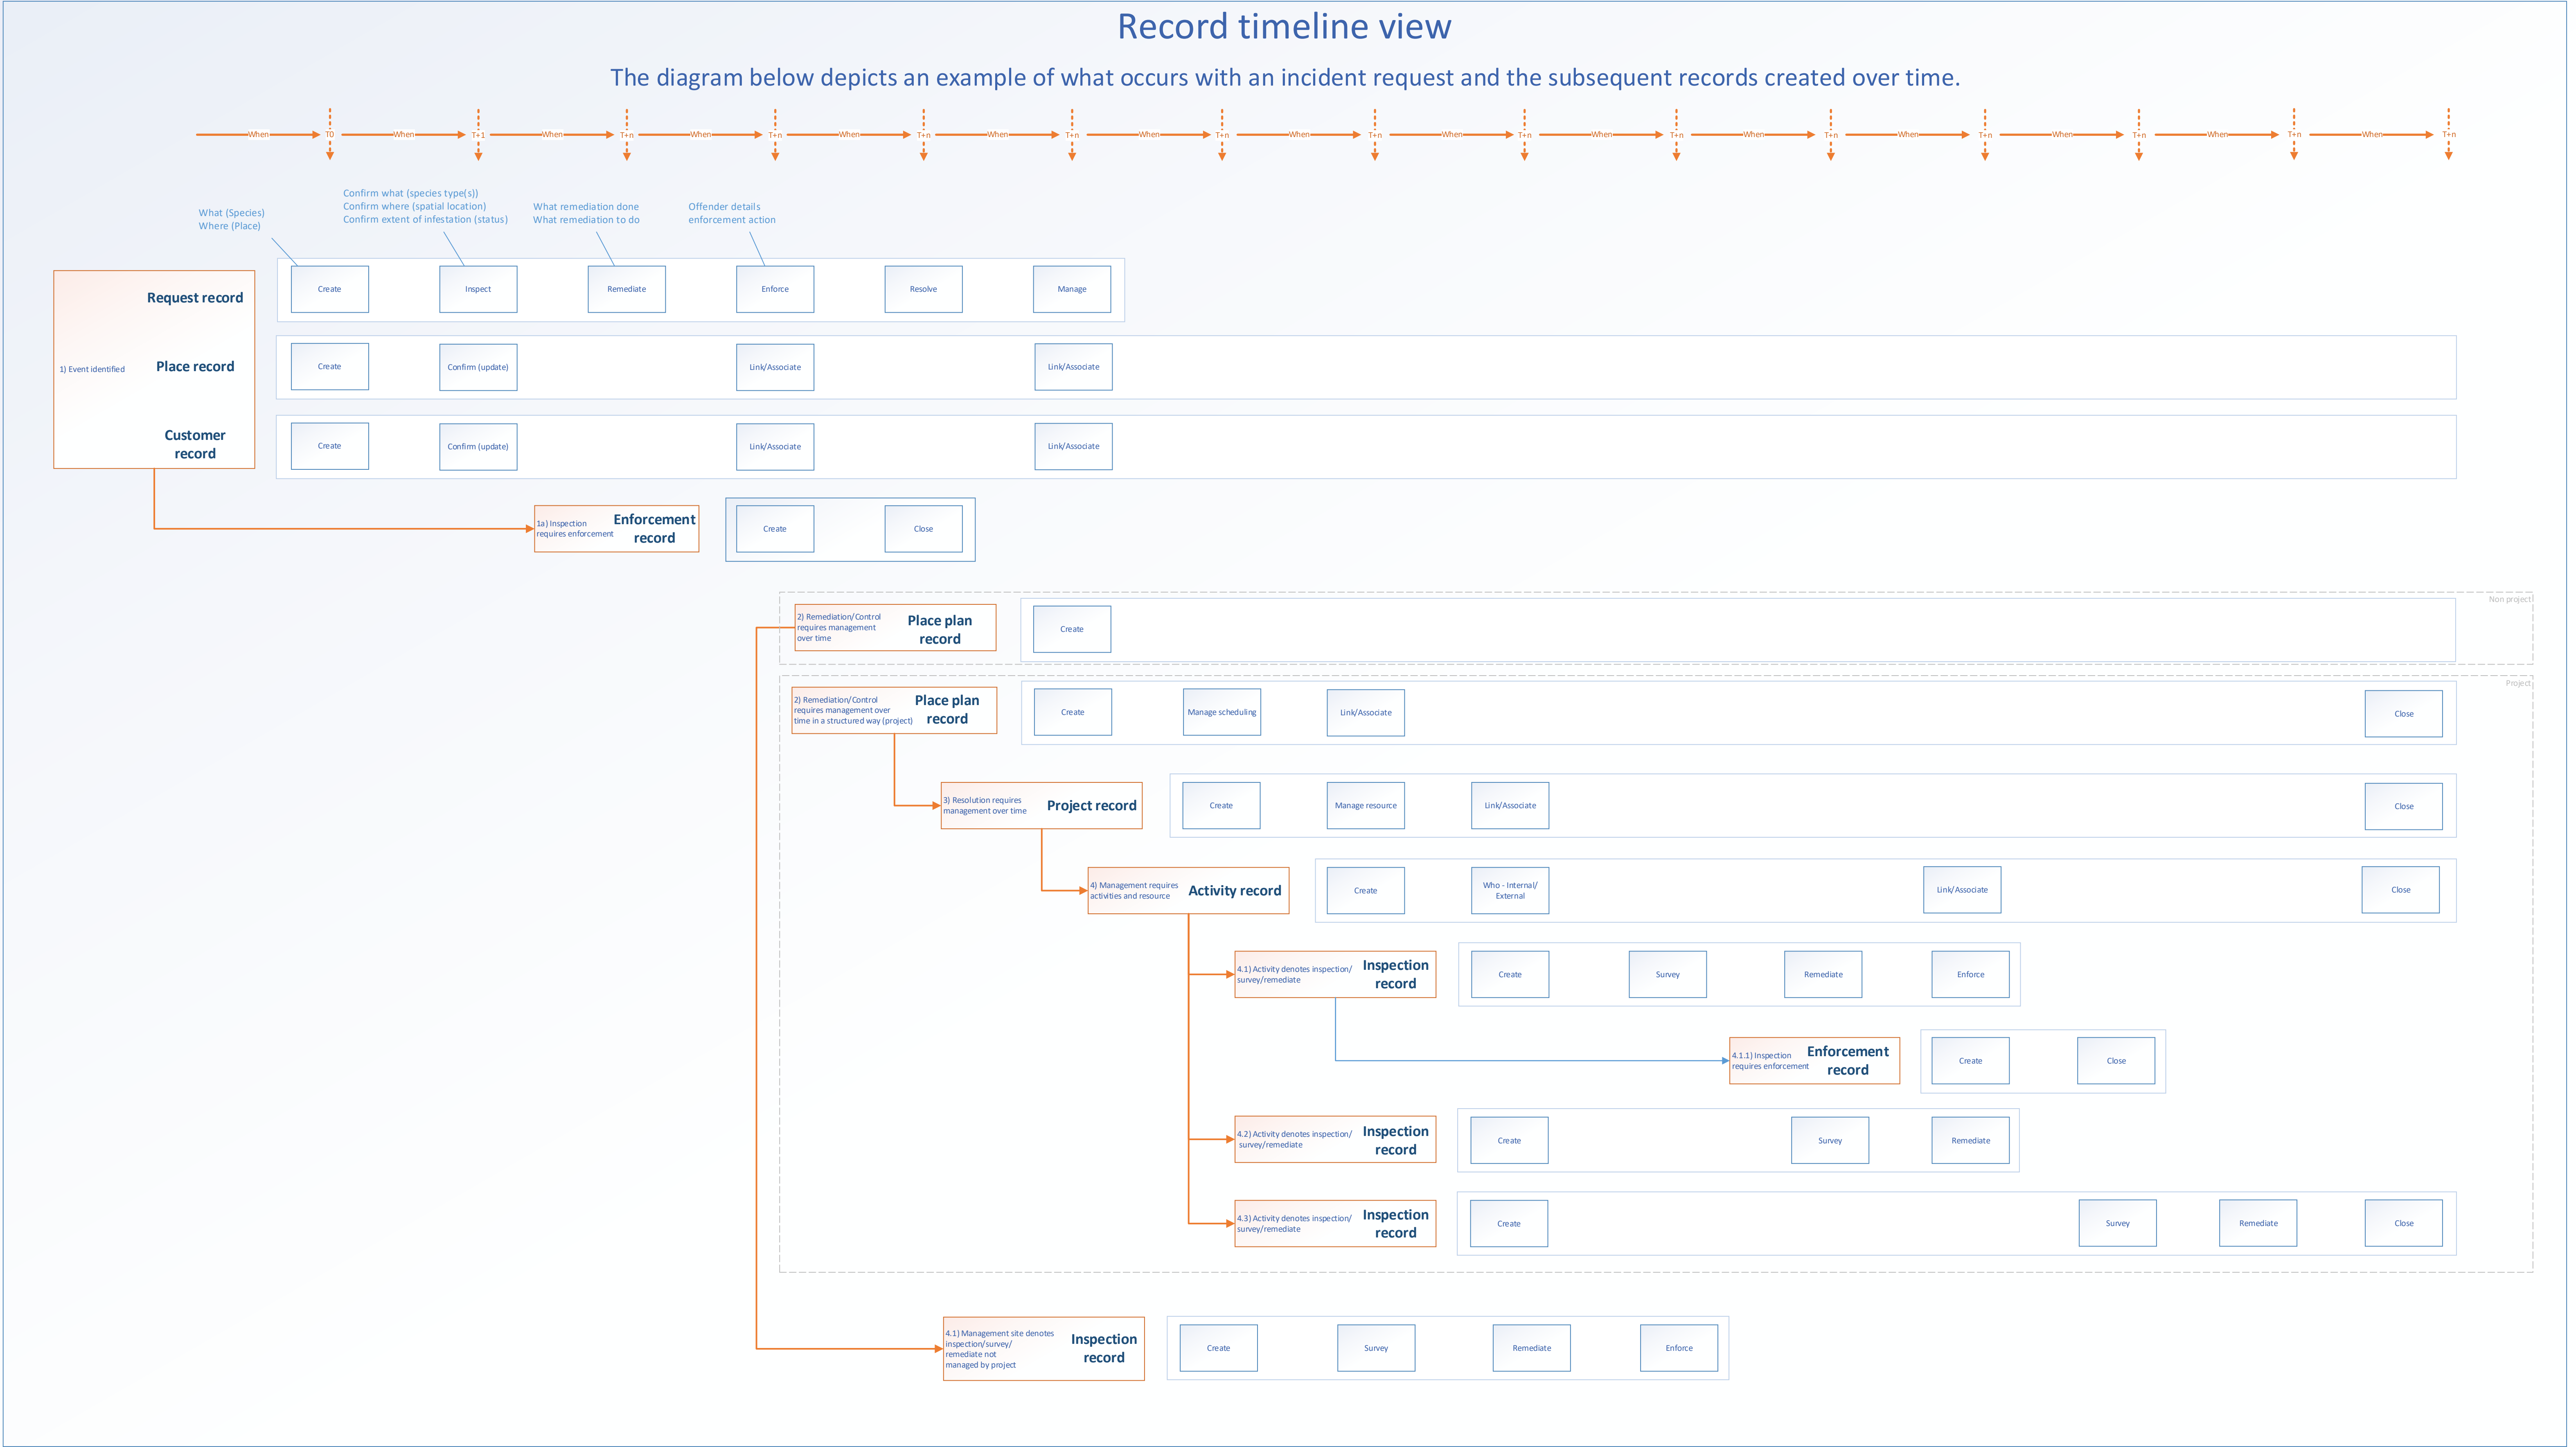 Record timeline view
The diagram below depicts an example of what occurs with an incident request and the subsequent records created over time.
When
T0
When
T+1
When
T+n
When
T+n
When
T+n
When
T+n
When
T+n
When
T+n
When
T+n
When
T+n
When
T+n
When
T+n
When
T+n
When
T+n
When
T+n
What (Species)
Where (Place)
Confirm what (species type(s))
Confirm where (spatial location)
Confirm extent of infestation (status)
What remediation done
What remediation to do
Offender details
enforcement action
1) Event identified
Request record
Create
Inspect
Remediate
Enforce
Resolve
Manage
Place record
Create
Confirm (update)
Link/Associate
Link/Associate
Customer
record
Create
Confirm (update)
Link/Associate
Link/Associate
1a) Inspection
requires enforcement
Enforcement
record
Create
Close
Non project
2) Remediation/Control
requires management
over time
Place plan
record
Create
Project
2) Remediation/Control
requires management over
time in a structured way (project)
Place plan
record
Create
Manage scheduling
Link/Associate
Close
3) Resolution requires
management over time
Project record
Create
Manage resource
Link/Associate
Close
4) Management requires
activities and resource
Activity record
Create
Who - Internal/
External
Link/Associate
Close
4.1) Activity denotes inspection/
survey/remediate
Inspection
record
Create
Survey
Remediate
Enforce
4.1.1) Inspection
requires enforcement
Enforcement
record
Create
Close
4.2) Activity denotes inspection/
survey/remediate
Inspection
record
Create
Survey
Remediate
4.3) Activity denotes inspection/
survey/remediate
Inspection
record
Create
Survey
Remediate
Close
4.1) Management site denotes
inspection/survey/
remediate not
managed by project
Inspection
record
Create
Survey
Remediate
Enforce